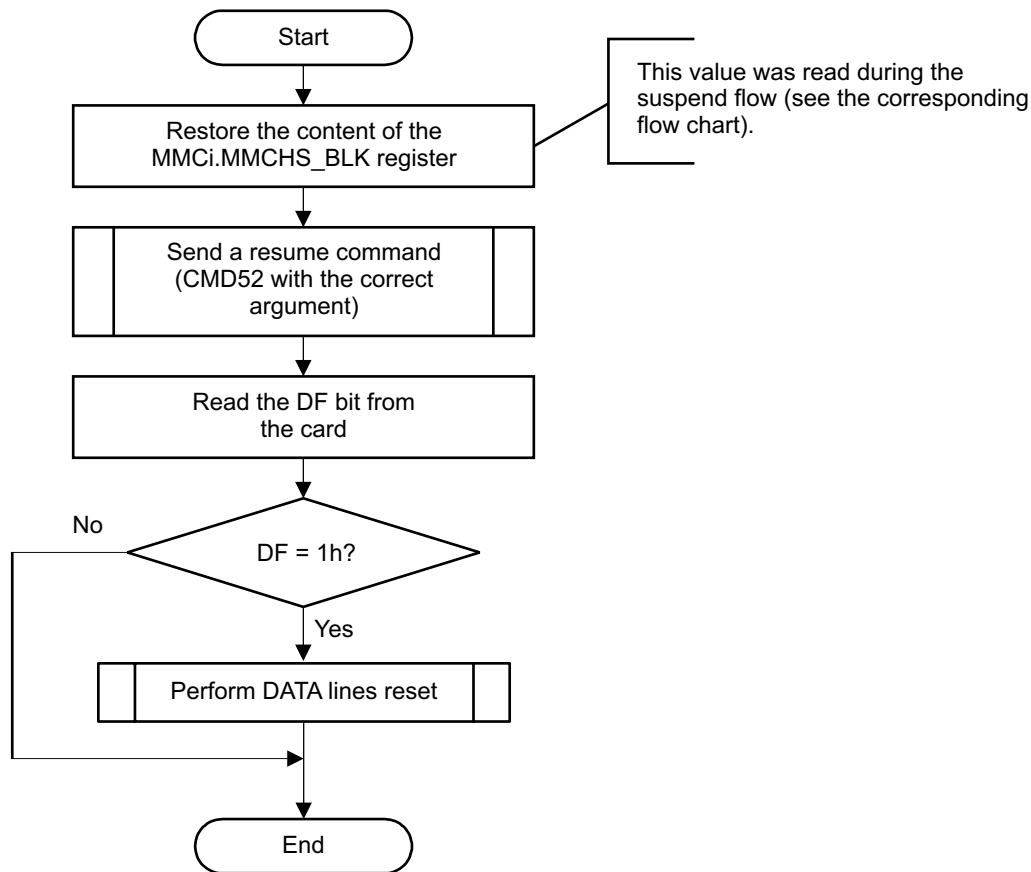 Start
This value was read during the
suspend flow (see the corresponding
flow chart).
Restore the content of the
MMCi.MMCHS_BLK register
Send a resume command
(CMD52 with the correct
argument)
Read the DF bit from
the card
No
DF = 1h?
Yes
Perform DATA lines reset
End